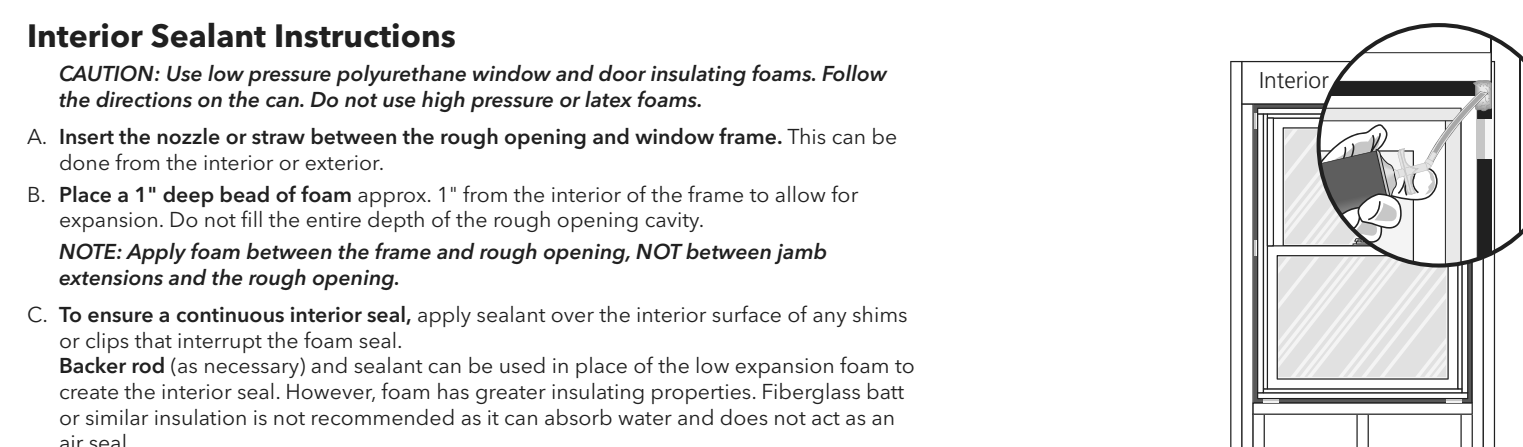 Interior Sealant Instructions
CAUTION: Use low pressure polyurethane window and door insulating foams. Follow
the directions on the can. Do not use high pressure or latex foams.
Interior
A. Insert the nozzle or straw between the rough opening and window frame. This can be
done from the interior or exterior.
B. Place a 1" deep bead of foam approx. 1" from the interior of the frame to allow for
expansion. Do not fill the entire depth of the rough opening cavity.
NOTE: Apply foam between the frame and rough opening, NOT between jamb
extensions and the rough opening.
C. To ensure a continuous interior seal, apply sealant over the interior surface of any shims
or clips that interrupt the foam seal.
Backer rod (as necessary) and sealant can be used in place of the low expansion foam to
create the interior seal. However, foam has greater insulating properties. Fiberglass batt
or similar insulation is not recommended as it can absorb water and does not act as an
air seal